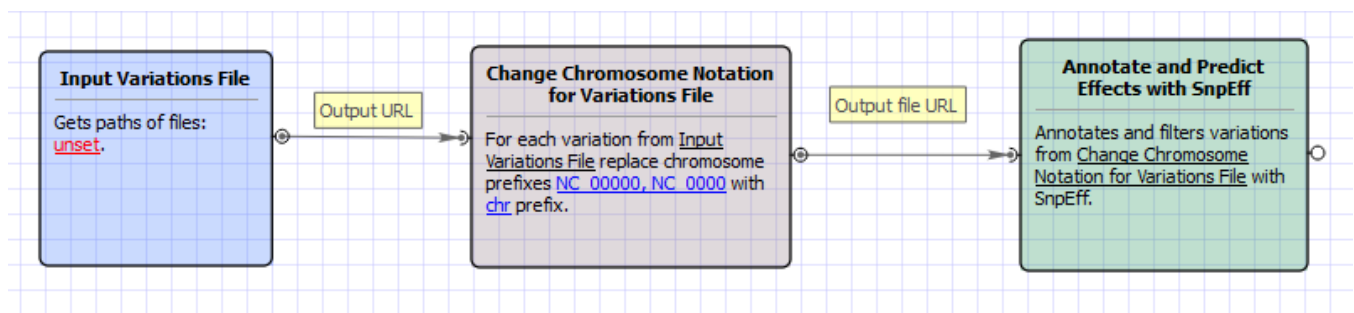 Input Variations File
Gets paths of files:
unset.
Output URL
Change Chromosome Notation
for Variations File
For each variation from Input
Variations File replace chromosome
prefixes NC_00000, NC_0000 with
chr prefix.
Output file URL
Annotate and Predict
Effects with SnpEff
Annotates and filters variations
from Change Chromosome
Notation for Variations File with
SnpEff.